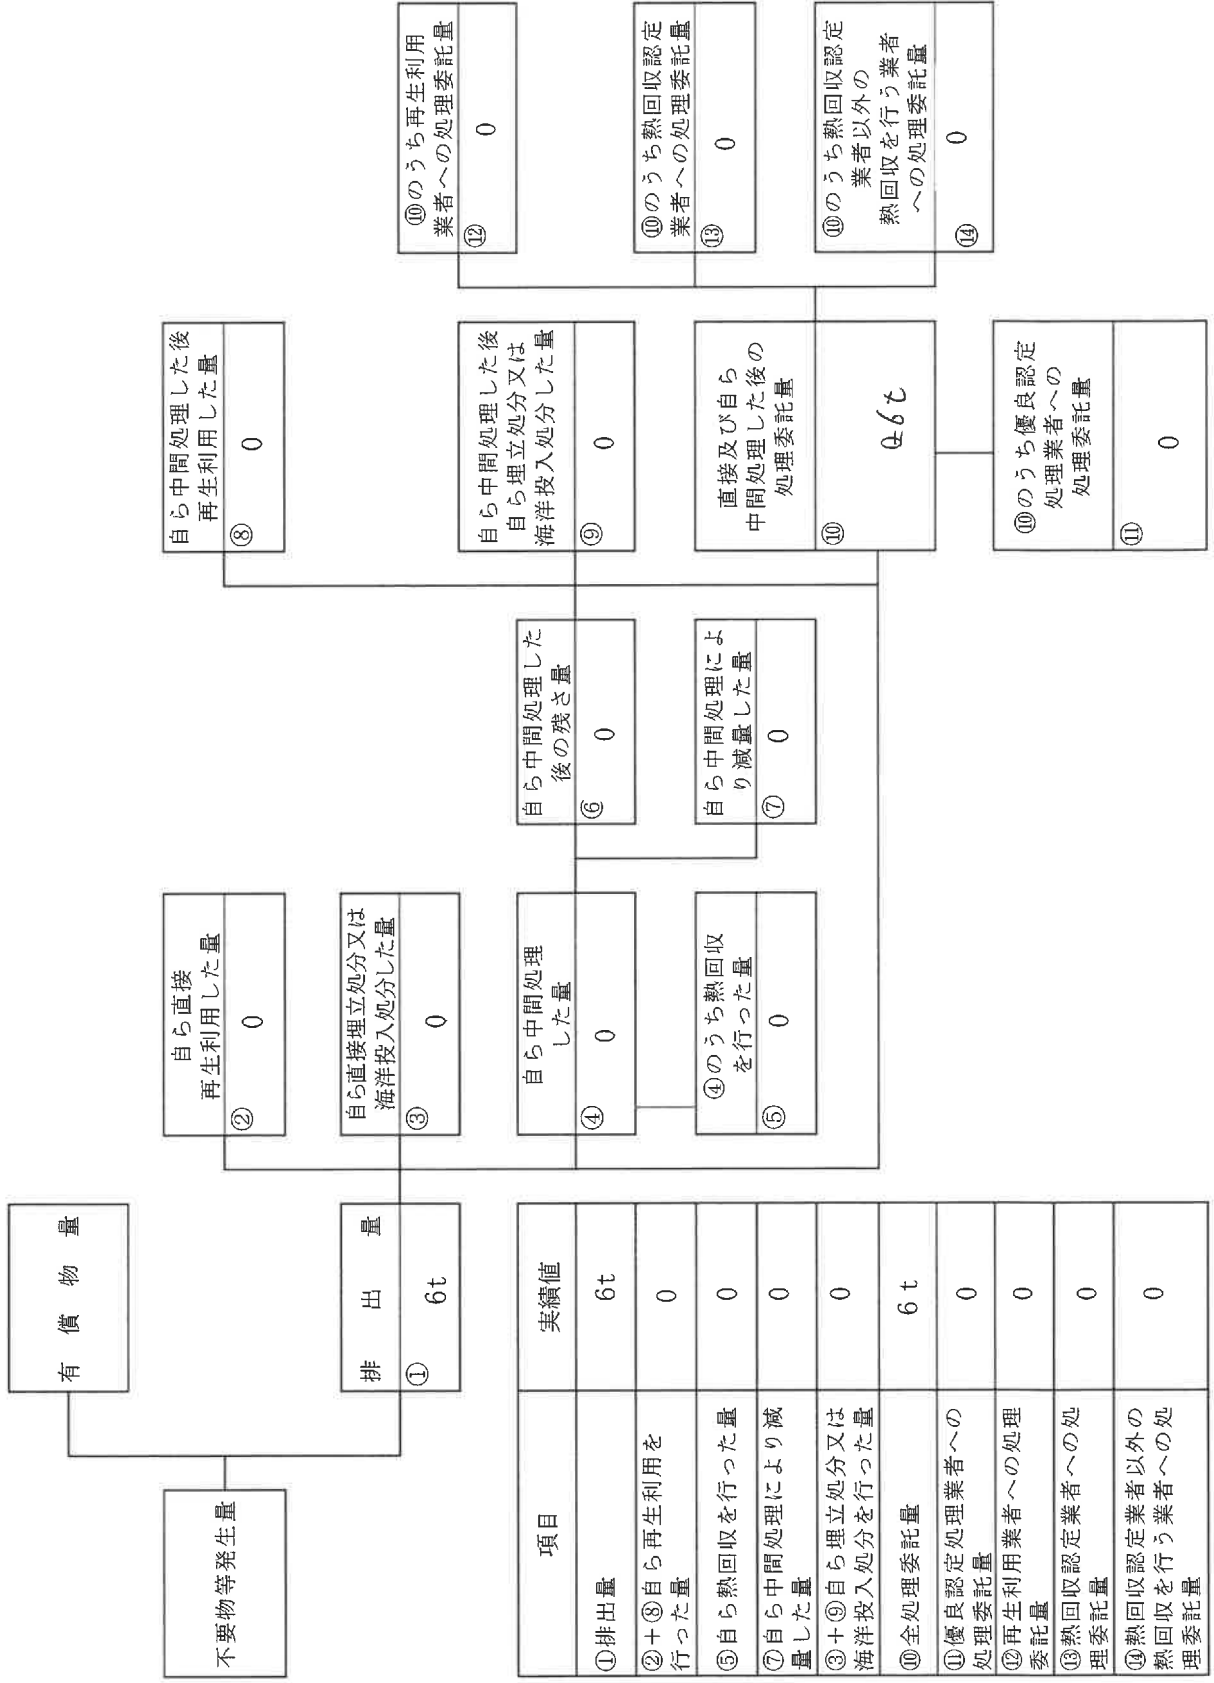 不要物等発生量
有償物量
排出量
①
6t
自ら直接
再生利用した量
②
0
自ら直接埋立処分又は
海洋投入処分した量
③
0
自ら中間処理
した量
④
0
④のうち熱回収
を行った量
⑤
0
自ら中間処理した
後の残さ量
⑥
0
自ら中間処理によ
り減量した量
⑦
0
自ら中間処理した後
再生利用した量
⑧
0
自ら中間処理した後
自ら埋立処分又は
海洋投入処分した量
⑨
0
直接及び自ら
中間処理した後の
処理委託量
⑩
6t
⑩のうち優良認定
処理業者への
処理委託量
⑪
0
⑩のうち再生利用
業者への処理委託量
⑫
0
⑩のうち熱回収認定
業者への処理委託量
⑬
0
⑩のうち熱回収認定
業者以外の
熱回収を行う業者
への処理委託量
⑭
0
項目
実績値
①排出量
6t
②+⑧自ら再生利用を
行った量
0
⑤自ら熱回収を行った量
0
⑦自ら中間処理により減
量した量
0
③+⑨自ら埋立処分又は
海洋投入処分を行った量
0
⑩全処理委託量
6t
⑪優良認定処理業者への
処理委託量
0
⑫再生利用業者への処理
委託量
0
⑬熱回収認定業者への処
理委託量
0
⑭熱回収認定業者以外の
熱回収を行う業者への処
理委託量
0